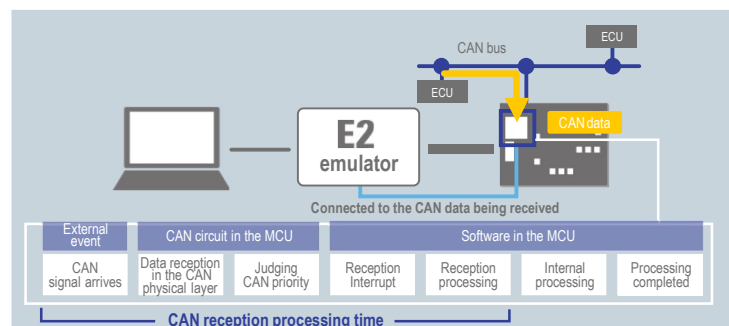 ECU
CAN bus
ECU
CAN data
E2
emulator
Connected to the CAN data being received
External
event
CAN circuit in the MCU
Software in the MCU
CAN
signal arrives
Data reception
in the CAN
physical layer
Judging
CAN priority
Reception
Interrupt
Reception
processing
Internal
processing
Processing
completed
CAN reception processing time